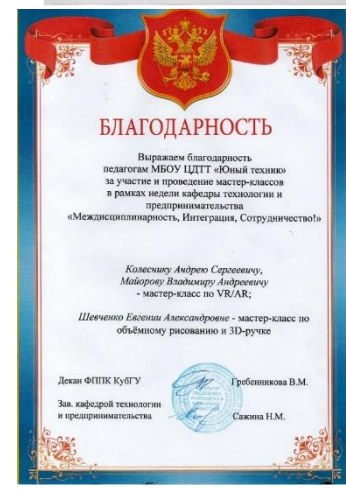 БЛАГОДАРНОСТЬ
Выражаем благодарность
педагогам МБОУ ЦДТТ «Юный техник»
за участие и проведение мастер-классов
в рамках недели кафедры технологии и
предпринимательства
«Междисциплинарность, Интеграция, Сотрудничество!»
Колеснику Андрею Сергеевичу,
Майорову Владимиру Андреевичу
- мастер-класс по VR/AR;
Шевченко Евгении Александровне - мастер-класс по
объёмному рисованию и 3D-ручке
Декан ФППК КубГУ Гребенникова В.М.
Зав. кафедрой технологии
и предпринимательства Сажина Н.М.